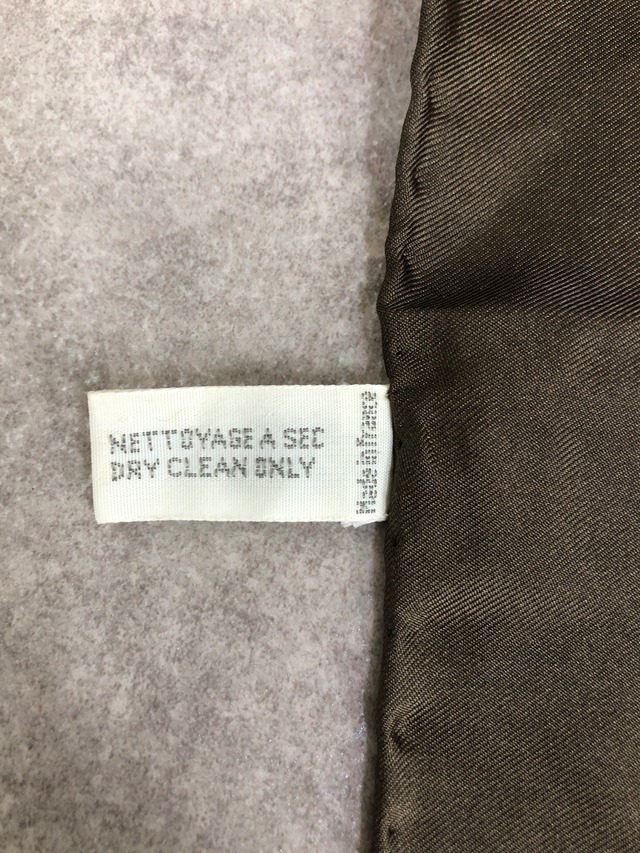 NETTOYAGE A SEC
DRY CLEAN ONLY
Made in France